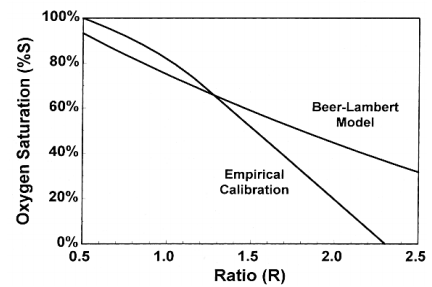 Oxygen Saturation (%S)
100%
80%
60%
40%
20%
0%
Beer-Lambert
Model
Empirical
Calibration
0.5
1.0
1.5
2.0
2.5
Ratio (R)